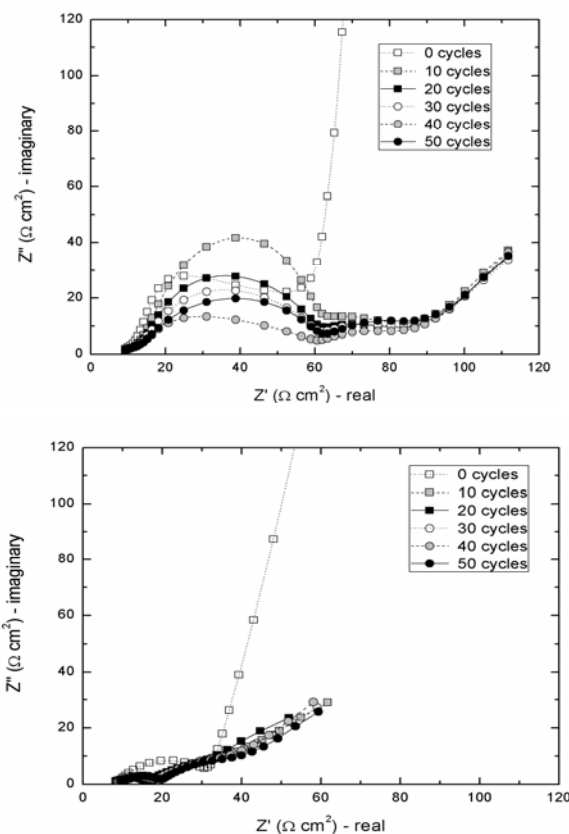 120
100
80
60
40
20
0
Z" (Ω cm²) - imaginary
0 cycles
10 cycles
20 cycles
30 cycles
40 cycles
50 cycles
0 20 40 60 80 100 120
Z' (Ω cm²) - real
120
100
80
60
40
20
0
Z" (Ω cm²) - imaginary
0 cycles
10 cycles
20 cycles
30 cycles
40 cycles
50 cycles
0 20 40 60 80 100 120
Z' (Ω cm²) - real